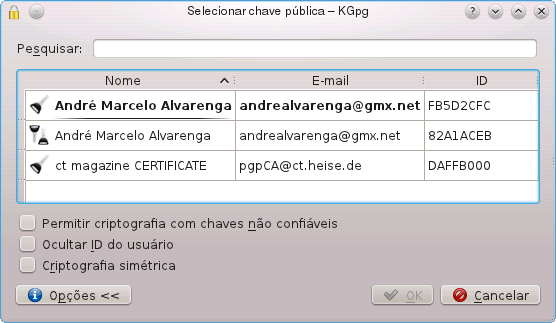 Selecionar chave pública – KGpg
Pesquisar:
Nome E-mail ID
André Marcelo Alvarenga andrealvarenga@gmx.net FB5D2CFC
André Marcelo Alvarenga andrealvarenga@gmx.net 82A1ACEB
ct magazine CERTIFICATE pgpCA@ct.heise.de DAFFB000
Permitir criptografia com chaves não confiáveis
Ocultar ID do usuário
Criptografia simétrica
Opções << OK Cancelar